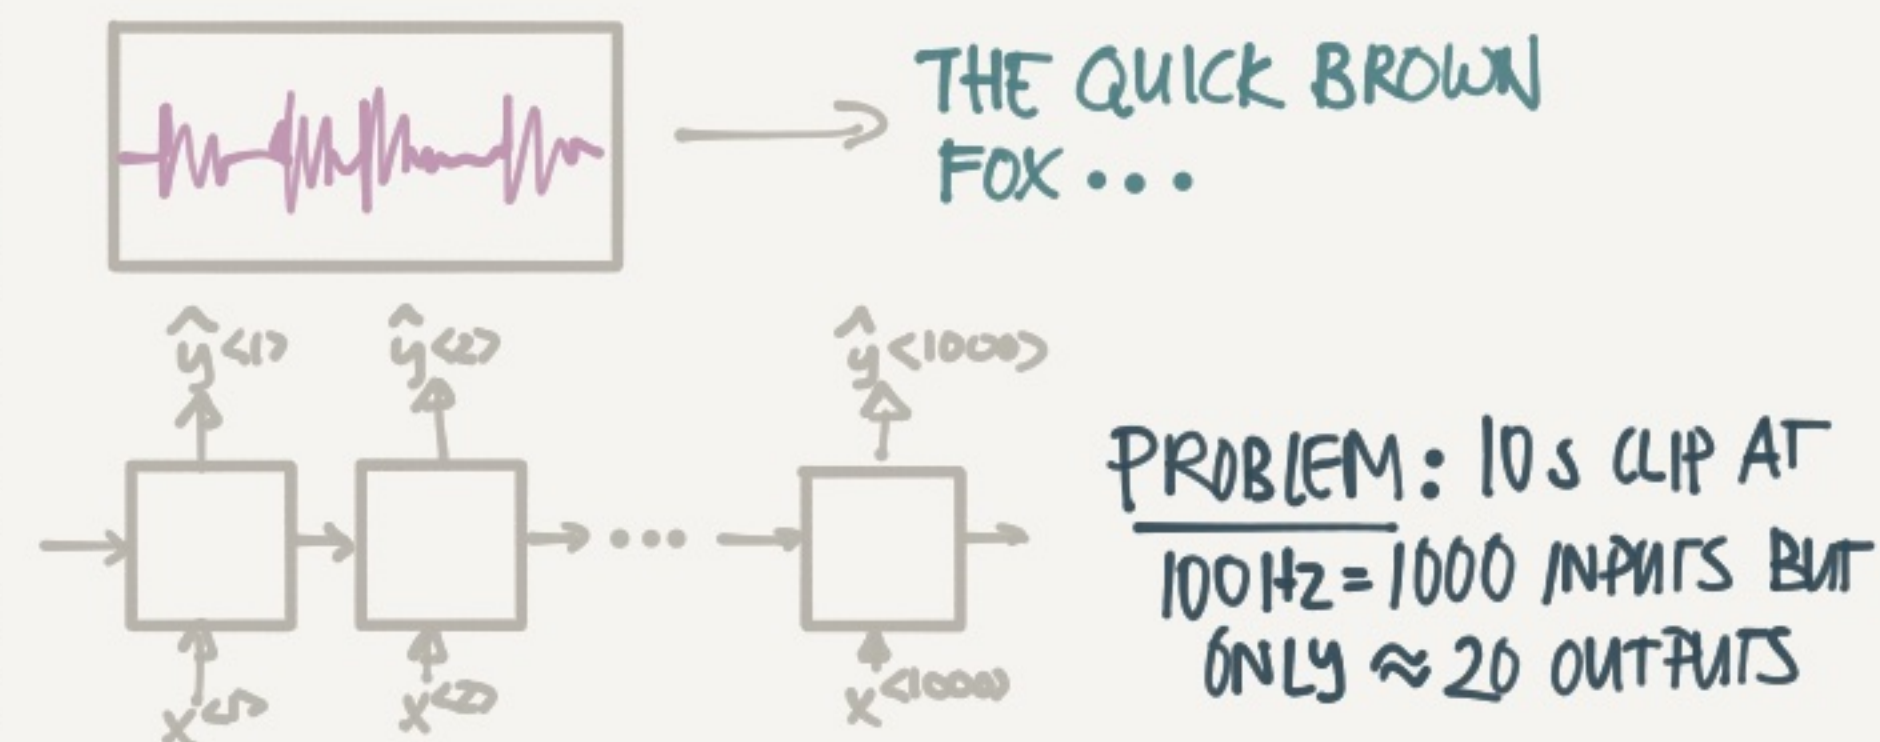 THE QUICK BROWN
FOX...
ŷ<1> ŷ<2> ŷ<1000>
PROBLEM: 10s CLIP AT
100Hz=1000 INPUTS BUT
ONLY ≈ 20 OUTPUTS
...
x<2> x<1000>